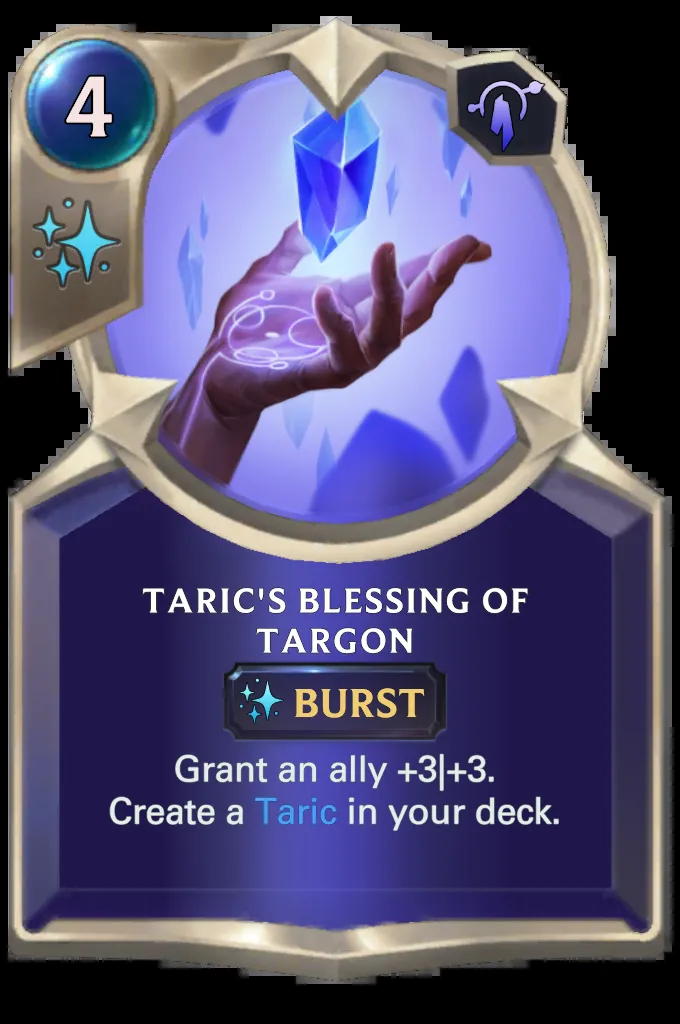 4
TARIC'S BLESSING OF
TARGON
BURST
Grant an ally +3|+3.
Create a Taric in your deck.